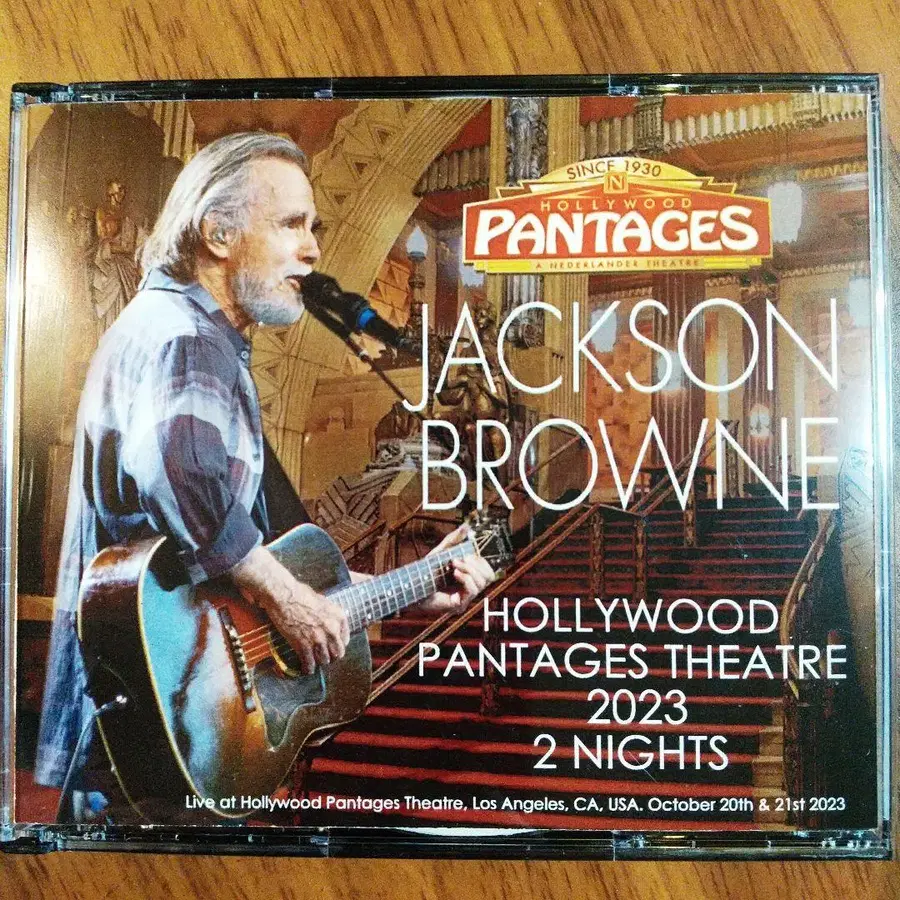 SINCE 1930
N
HOLLYWOOD
PANTAGES
A NEDERLANDER THEATRE
JACKSON
BROWNE
HOLLYWOOD
PANTAGES THEATRE
2023
2 NIGHTS
Live at Hollywood Pantages Theatre, Los Angeles, CA, USA. October 20th & 21st 2023